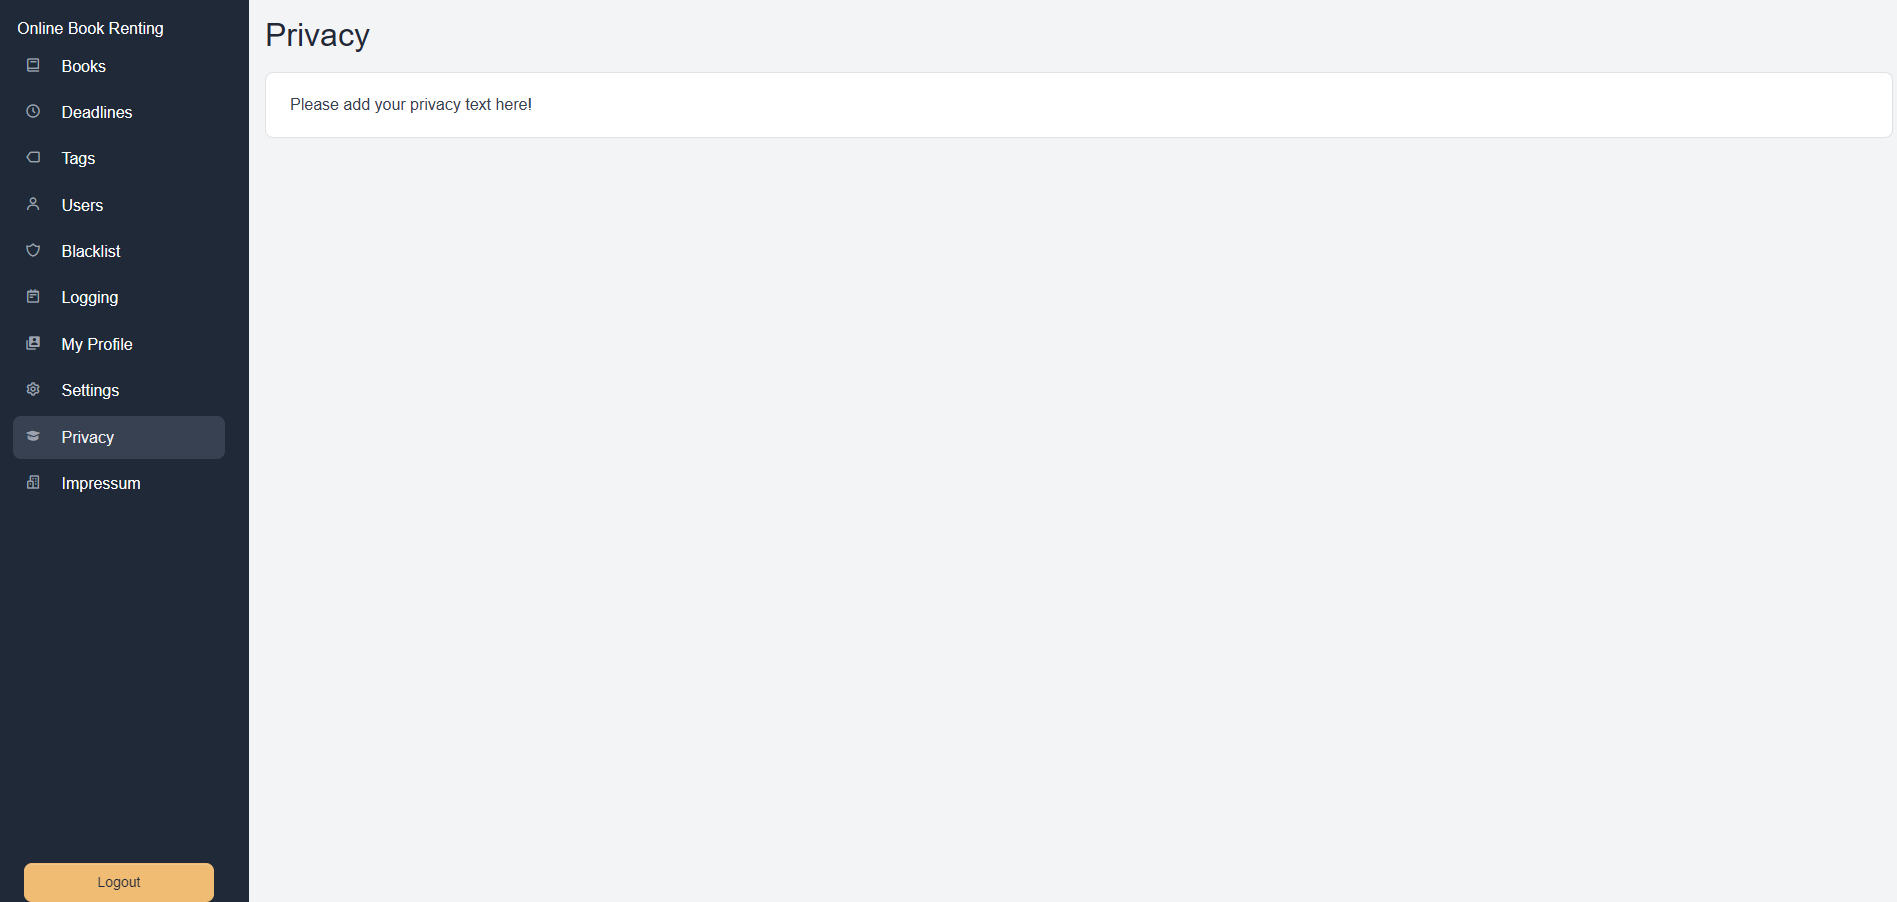 Online Book Renting
Books
Deadlines
Tags
Users
Blacklist
Logging
My Profile
Settings
Privacy
Impressum
Logout
Privacy
Please add your privacy text here!